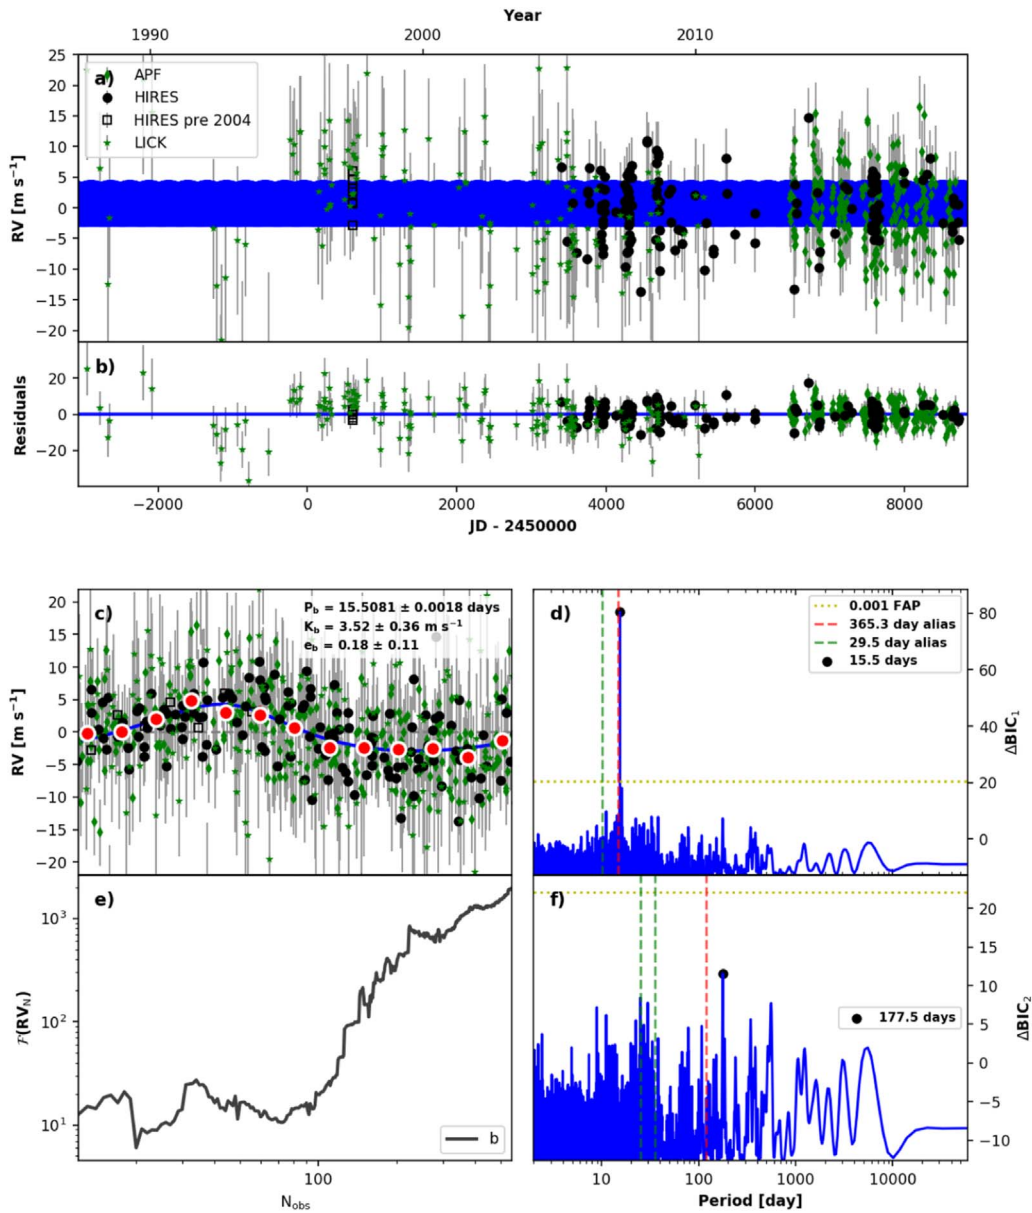 Year
1990 2000 2010
a)
APF
HIRES
HIRES pre 2004
LICK
RV [m s⁻¹]
25
20
15
10
5
0
−5
−10
−15
−20
b)
Residuals
20
0
−20
−2000 0 2000 4000 6000 8000
JD - 2450000
c)
P_b = 15.5081 ± 0.0018 days
K_b = 3.52 ± 0.36 m s⁻¹
e_b = 0.18 ± 0.11
RV [m s⁻¹]
20
15
10
5
0
−5
−10
−15
−20
d)
0.001 FAP
365.3 day alias
29.5 day alias
15.5 days
80
60
40
20
0
ΔBIC₁
e)
ℱ(RV_N)
10³
10²
10¹
b
100
N_obs
f)
177.5 days
20
15
10
5
0
−5
−10
ΔBIC₂
10 100 1000 10000
Period [day]